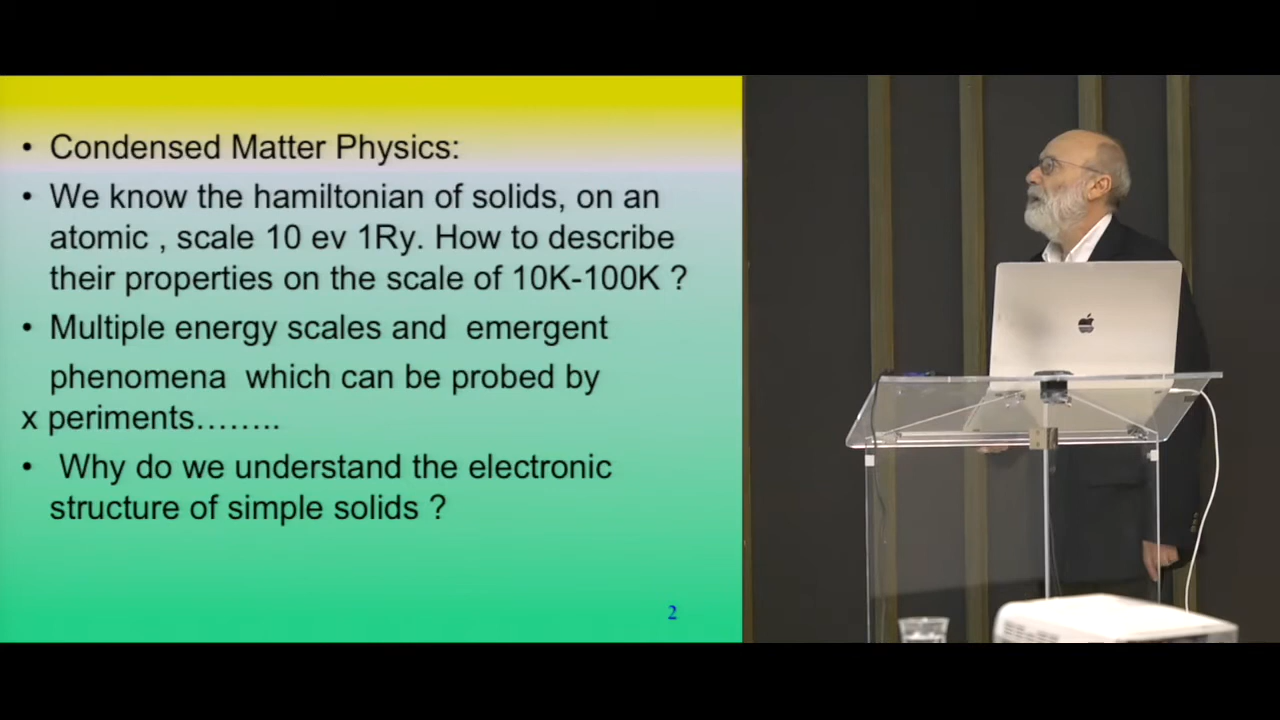 • Condensed Matter Physics:
• We know the hamiltonian of solids, on an
atomic , scale 10 ev 1Ry. How to describe
their properties on the scale of 10K-100K ?
• Multiple energy scales and  emergent
phenomena  which can be probed by
x periments……..
•  Why do we understand the electronic
structure of simple solids ?
2